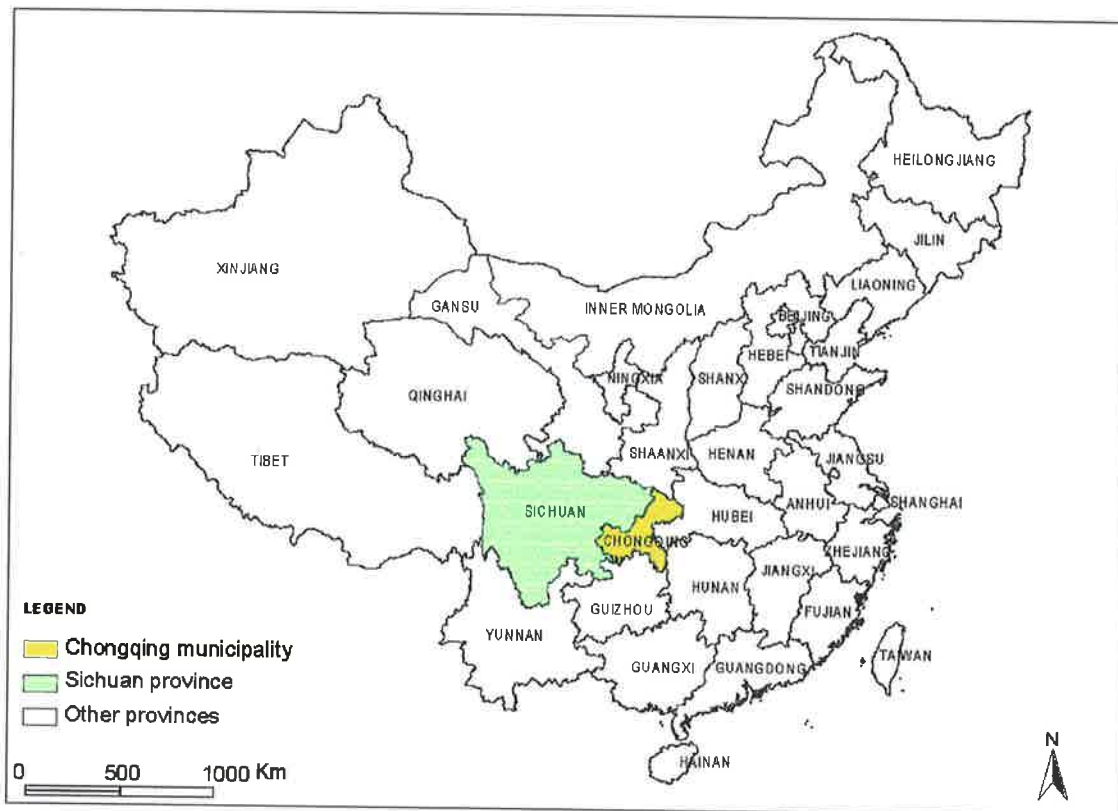 HEILONGJIANG
JILIN
XINJIANG
LIAONING
GANSU
INNER MONGOLIA
BEIJING
HEBEI
TIANJIN
NINGXIA
SHANX
SHANDONG
QINGHAI
TIBET
SHAANXI
HENAN
JIANGSU
SICHUAN
ANHUI
SHANGHAI
HUBEI
CHONGQING
ZHEJIANG
JIANGXI
HUNAN
GUIZHOU
FUJIAN
YUNNAN
TAIWAN
GUANGXI
GUANGDONG
HAINAN
LEGEND
Chongqing municipality
Sichuan province
Other provinces
0 500 1000 Km
N